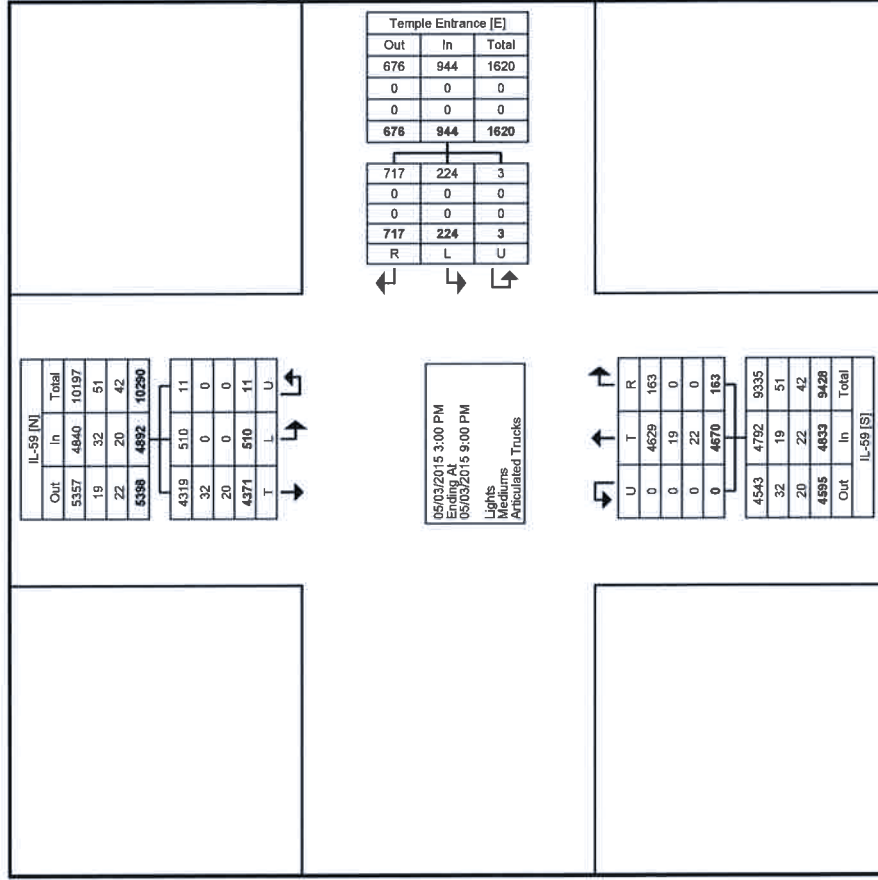 Temple Entrance [E]
Out In Total
676 944 1620
0 0 0
0 0 0
676 944 1620
717 224 3
0 0 0
0 0 0
717 224 3
R L U
IL-59 [N]
Out In Total
5357 4840 10197
19 32 51
22 20 42
5398 4892 10290
4319 510 11
32 0 0
20 0 0
4371 510 11
T L U
05/03/2015 3:00 PM
Ending At
05/03/2015 9:00 PM
Lights
Mediums
Articulated Trucks
U T R
0 4629 163
0 19 0
0 22 0
0 4670 163
4543 4792 9335
32 19 51
20 22 42
4595 4833 9428
Out In Total
IL-59 [S]